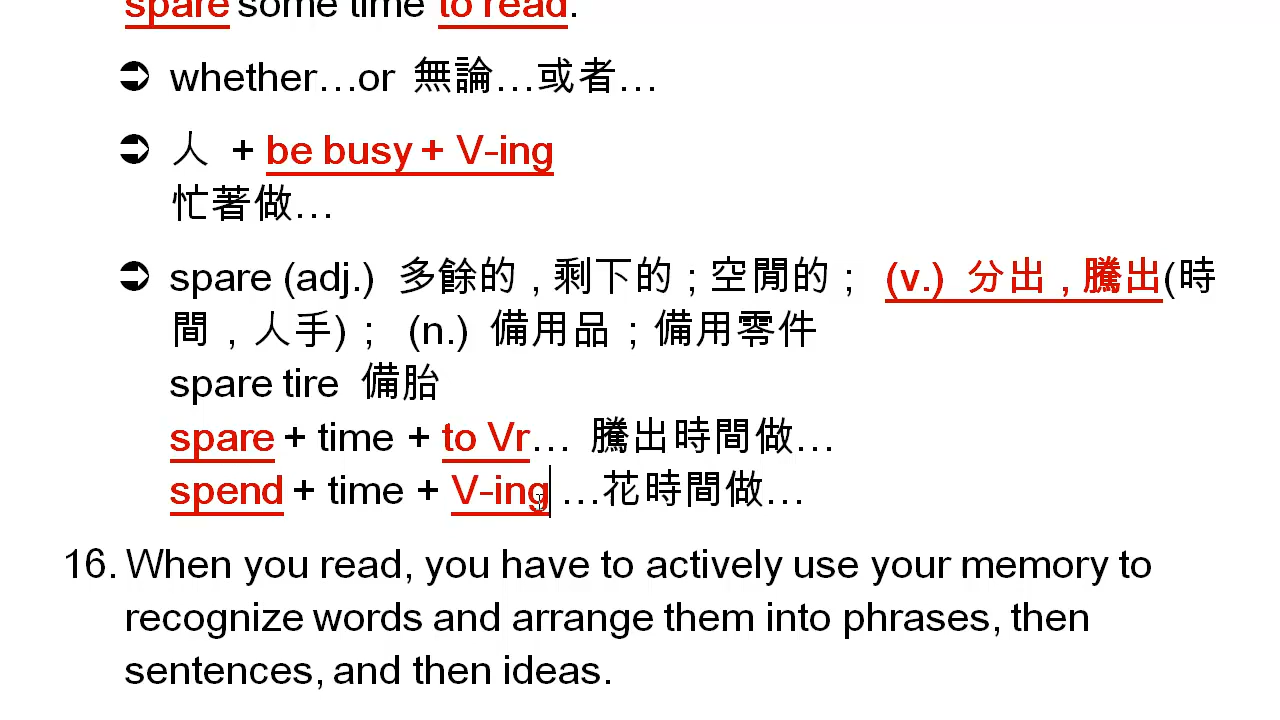 spare some time to read.
➲ whether…or 無論…或者…
➲ 人 + be busy + V-ing
忙著做…
➲ spare (adj.) 多餘的,剩下的;空閒的; (v.) 分出,騰出(時
間,人手); (n.) 備用品;備用零件
spare tire 備胎
spare + time + to Vr… 騰出時間做…
spend + time + V-ing …花時間做…
16. When you read, you have to actively use your memory to
recognize words and arrange them into phrases, then
sentences, and then ideas.